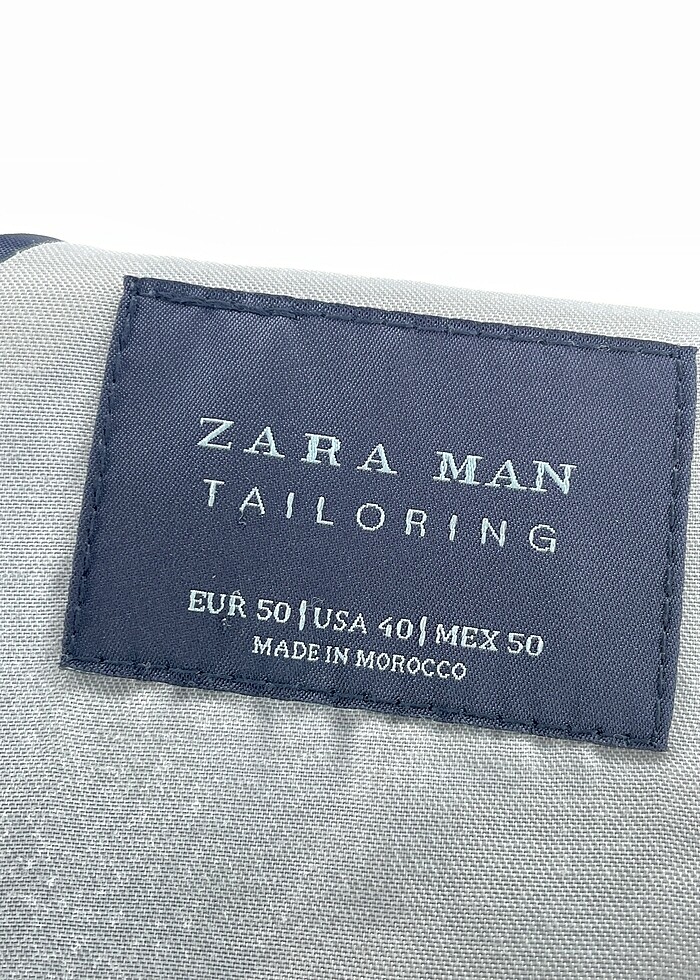 ZARA MAN
TAILORING
EUR 50|USA 40|MEX 50
MADE IN MOROCCO